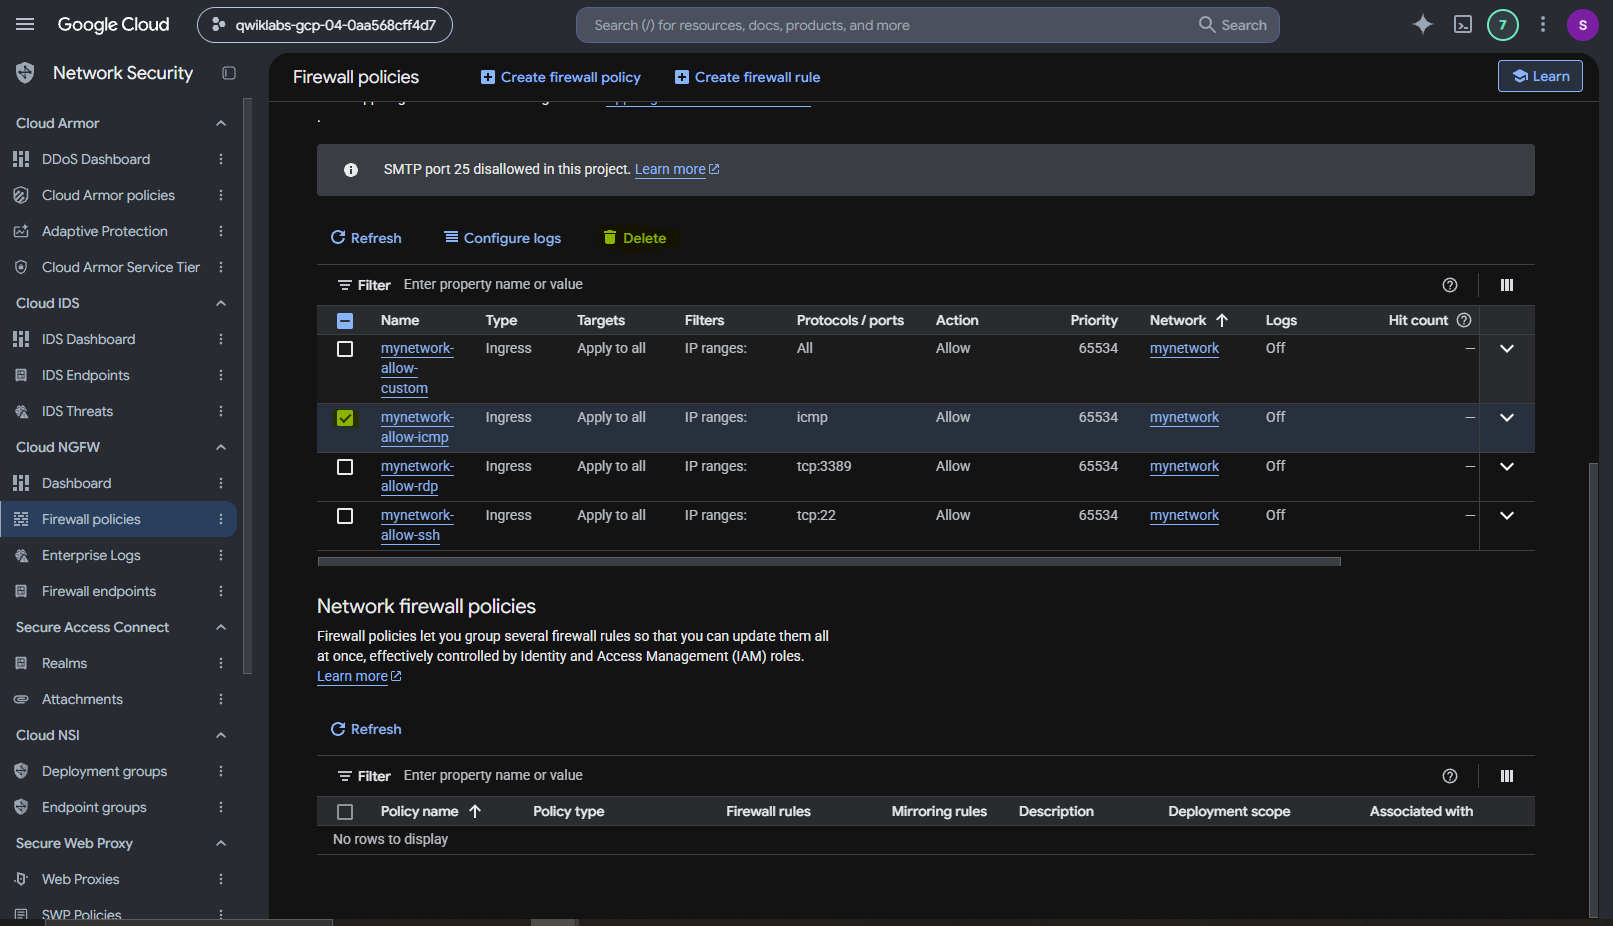 Google Cloud
qwiklabs-gcp-04-0aa568cff4d7
Search (/) for resources, docs, products, and more
Search
7
S
Network Security
Firewall policies
Create firewall policy
Create firewall rule
Learn
Cloud Armor
DDoS Dashboard
Cloud Armor policies
Adaptive Protection
Cloud Armor Service Tier
Cloud IDS
IDS Dashboard
IDS Endpoints
IDS Threats
Cloud NGFW
Dashboard
Firewall policies
Enterprise Logs
Firewall endpoints
Secure Access Connect
Realms
Attachments
Cloud NSI
Deployment groups
Endpoint groups
Secure Web Proxy
Web Proxies
SWP Policies
.
SMTP port 25 disallowed in this project. Learn more
Refresh
Configure logs
Delete
Filter Enter property name or value
Name Type Targets Filters Protocols / ports Action Priority Network Logs Hit count
mynetwork- Ingress Apply to all IP ranges: All Allow 65534 mynetwork Off —
allow-
custom
mynetwork- Ingress Apply to all IP ranges: icmp Allow 65534 mynetwork Off —
allow-icmp
mynetwork- Ingress Apply to all IP ranges: tcp:3389 Allow 65534 mynetwork Off —
allow-rdp
mynetwork- Ingress Apply to all IP ranges: tcp:22 Allow 65534 mynetwork Off —
allow-ssh
Network firewall policies
Firewall policies let you group several firewall rules so that you can update them all
at once, effectively controlled by Identity and Access Management (IAM) roles.
Learn more
Refresh
Filter Enter property name or value
Policy name Policy type Firewall rules Mirroring rules Description Deployment scope Associated with
No rows to display